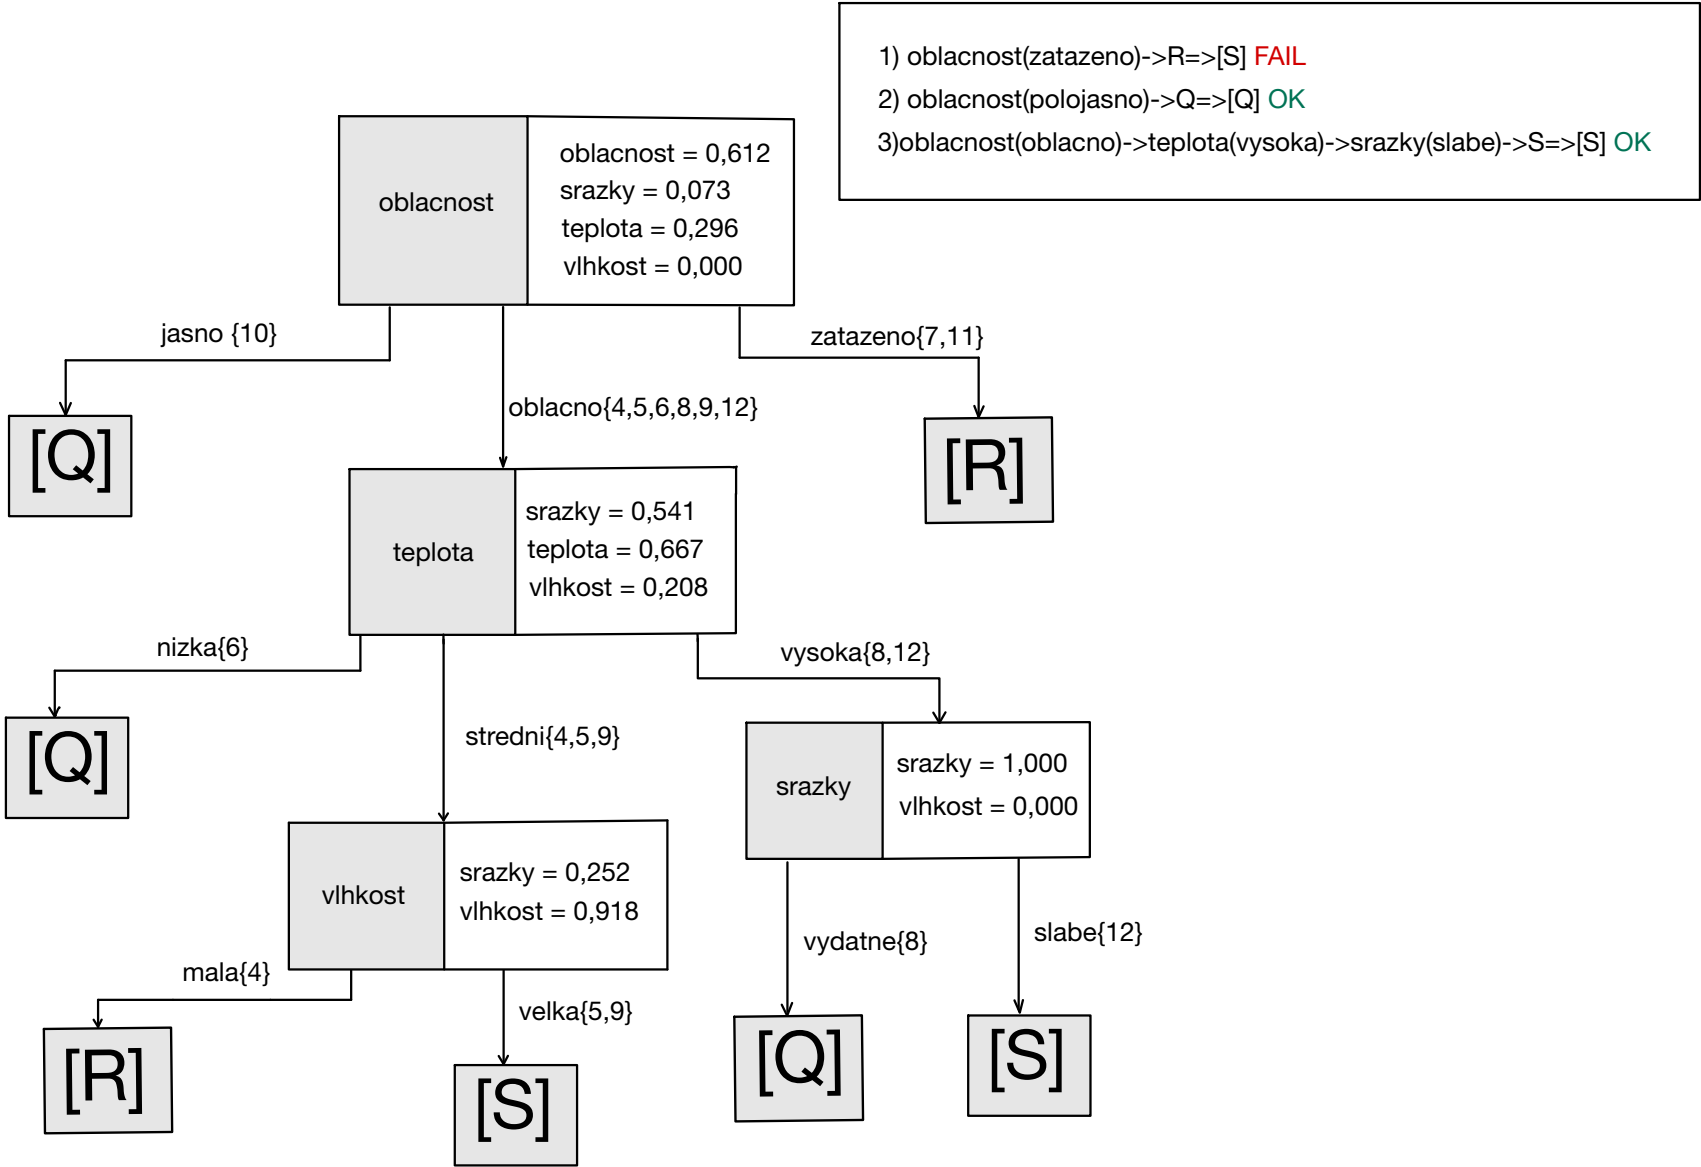 1) oblacnost(zatazeno)->R=>[S] FAIL
2) oblacnost(polojasno)->Q=>[Q] OK
3)oblacnost(oblacno)->teplota(vysoka)->srazky(slabe)->S=>[S] OK
oblacnost
oblacnost = 0,612
srazky = 0,073
teplota = 0,296
vlhkost = 0,000
jasno {10}
oblacno{4,5,6,8,9,12}
zatazeno{7,11}
[Q]
[R]
teplota
srazky = 0,541
teplota = 0,667
vlhkost = 0,208
nizka{6}
stredni{4,5,9}
vysoka{8,12}
[Q]
srazky
srazky = 1,000
vlhkost = 0,000
vlhkost
srazky = 0,252
vlhkost = 0,918
mala{4}
velka{5,9}
vydatne{8}
slabe{12}
[R]
[S]
[Q]
[S]